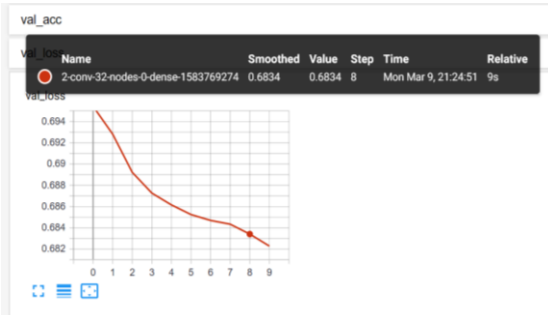 val_acc
val_loss
Name Smoothed Value Step Time Relative
2-conv-32-nodes-0-dense-1583769274 0.6834 0.6834 8 Mon Mar 9, 21:24:51 9s
val_loss
0.694
0.692
0.69
0.688
0.686
0.684
0.682
0 1 2 3 4 5 6 7 8 9